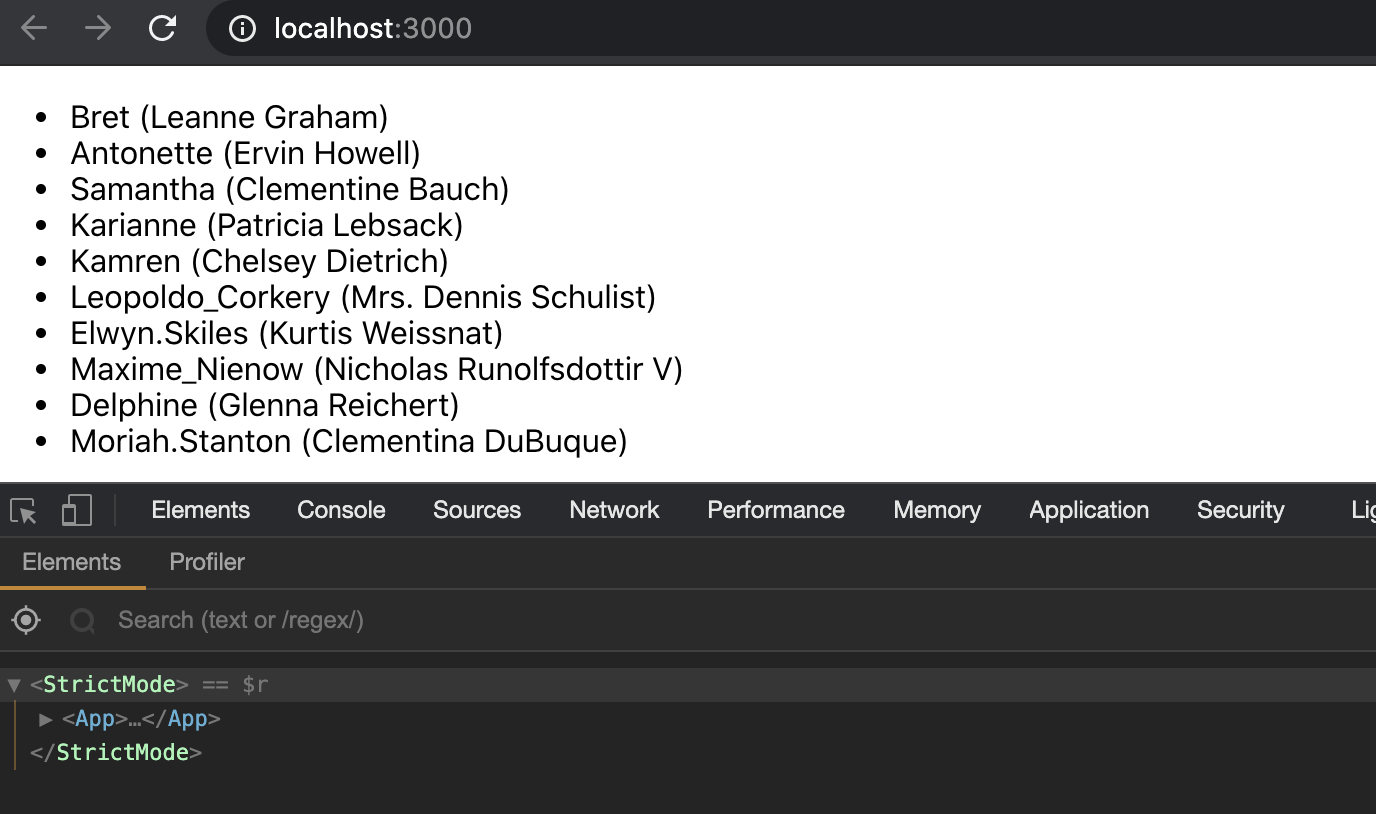 localhost:3000
• Bret (Leanne Graham)
• Antonette (Ervin Howell)
• Samantha (Clementine Bauch)
• Karianne (Patricia Lebsack)
• Kamren (Chelsey Dietrich)
• Leopoldo_Corkery (Mrs. Dennis Schulist)
• Elwyn.Skiles (Kurtis Weissnat)
• Maxime_Nienow (Nicholas Runolfsdottir V)
• Delphine (Glenna Reichert)
• Moriah.Stanton (Clementina DuBuque)
Elements Console Sources Network Performance Memory Application Security
Elements Profiler
Search (text or /regex/)
▼ <StrictMode> == $r
▶ <App>…</App>
</StrictMode>